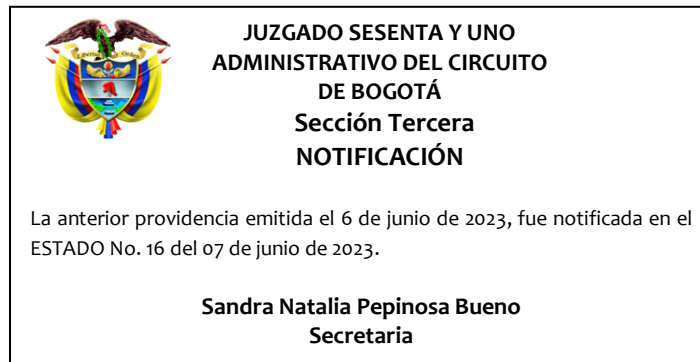 JUZGADO SESENTA Y UNO
ADMINISTRATIVO DEL CIRCUITO
DE BOGOTÁ
Sección Tercera
NOTIFICACIÓN
La anterior providencia emitida el 6 de junio de 2023, fue notificada en el
ESTADO No. 16 del 07 de junio de 2023.
Sandra Natalia Pepinosa Bueno
Secretaria